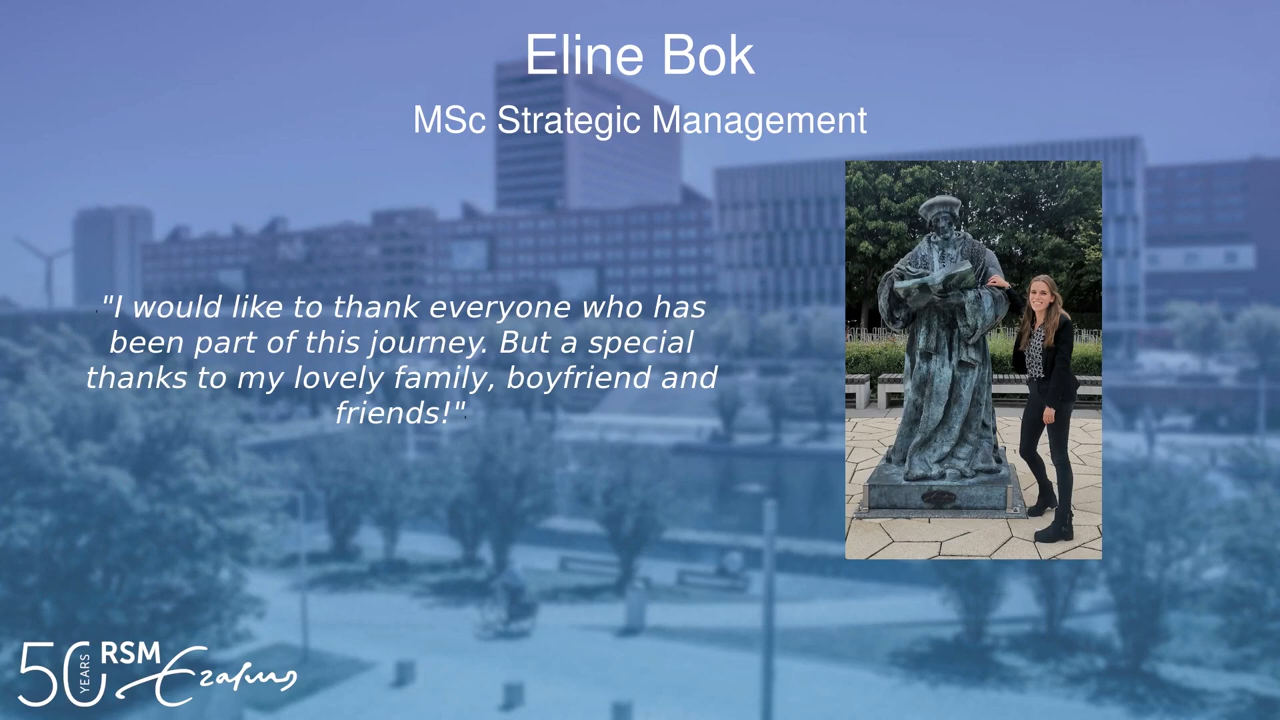 Eline Bok
MSc Strategic Management
"I would like to thank everyone who has
been part of this journey. But a special
thanks to my lovely family, boyfriend and
friends!"
50 YEARS RSM Erasmus